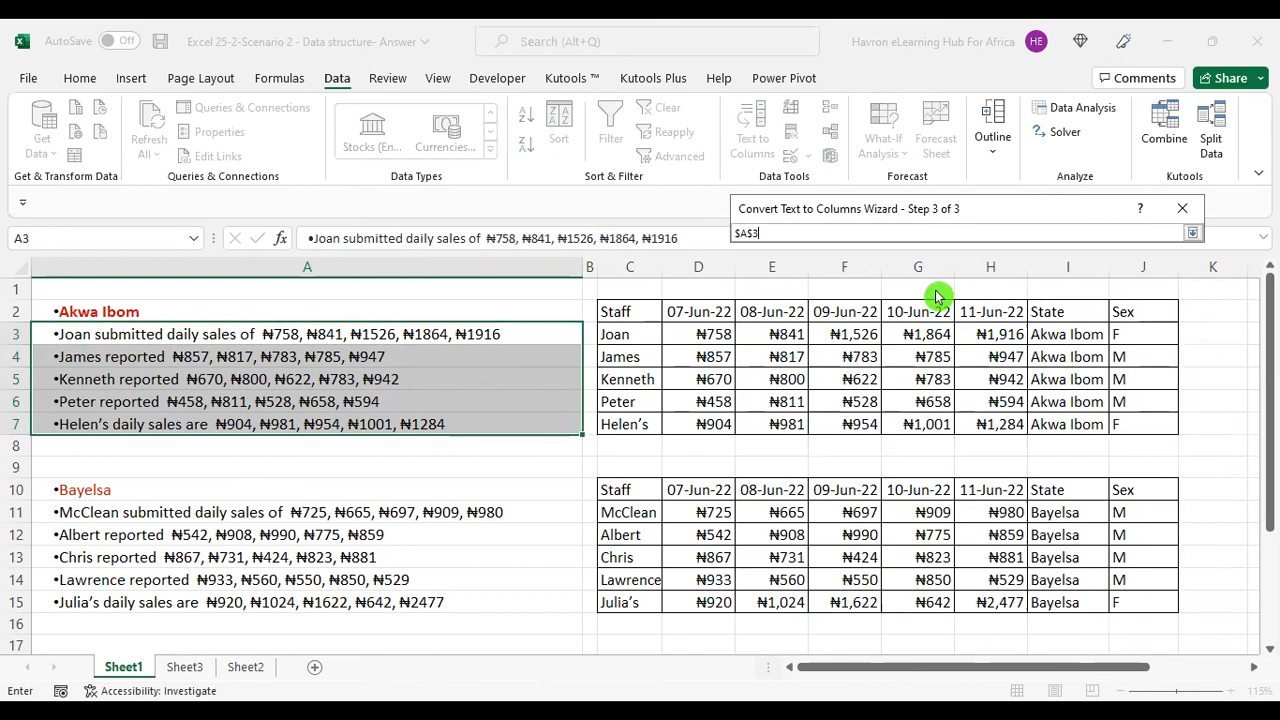 AutoSave Off Excel 25-2-Scenario 2 - Data structure- Answer Search (Alt+Q) Havron eLearning Hub For Africa HE
File Home Insert Page Layout Formulas Data Review View Developer Kutools ™ Kutools Plus Help Power Pivot Comments Share
Get Data Refresh All Queries & Connections Properties Edit Links Stocks (En... Currencies... Sort Filter Clear Reapply Advanced Text to Columns What-If Analysis Forecast Sheet Outline Data Analysis Solver Combine Split Data
Get & Transform Data Queries & Connections Data Types Sort & Filter Data Tools Forecast Analyze Kutools
Convert Text to Columns Wizard - Step 3 of 3 ?
$A$3
A3 fx •Joan submitted daily sales of ₦758, ₦841, ₦1526, ₦1864, ₦1916
A B C D E F G H I J K
1
2 •Akwa Ibom Staff 07-Jun-22 08-Jun-22 09-Jun-22 10-Jun-22 11-Jun-22 State Sex
3 •Joan submitted daily sales of ₦758, ₦841, ₦1526, ₦1864, ₦1916 Joan ₦758 ₦841 ₦1,526 ₦1,864 ₦1,916 Akwa Ibom F
4 •James reported ₦857, ₦817, ₦783, ₦785, ₦947 James ₦857 ₦817 ₦783 ₦785 ₦947 Akwa Ibom M
5 •Kenneth reported ₦670, ₦800, ₦622, ₦783, ₦942 Kenneth ₦670 ₦800 ₦622 ₦783 ₦942 Akwa Ibom M
6 •Peter reported ₦458, ₦811, ₦528, ₦658, ₦594 Peter ₦458 ₦811 ₦528 ₦658 ₦594 Akwa Ibom M
7 •Helen’s daily sales are ₦904, ₦981, ₦954, ₦1001, ₦1284 Helen’s ₦904 ₦981 ₦954 ₦1,001 ₦1,284 Akwa Ibom F
8
9
10 •Bayelsa Staff 07-Jun-22 08-Jun-22 09-Jun-22 10-Jun-22 11-Jun-22 State Sex
11 •McClean submitted daily sales of ₦725, ₦665, ₦697, ₦909, ₦980 McClean ₦725 ₦665 ₦697 ₦909 ₦980 Bayelsa M
12 •Albert reported ₦542, ₦908, ₦990, ₦775, ₦859 Albert ₦542 ₦908 ₦990 ₦775 ₦859 Bayelsa M
13 •Chris reported ₦867, ₦731, ₦424, ₦823, ₦881 Chris ₦867 ₦731 ₦424 ₦823 ₦881 Bayelsa M
14 •Lawrence reported ₦933, ₦560, ₦550, ₦850, ₦529 Lawrence ₦933 ₦560 ₦550 ₦850 ₦529 Bayelsa M
15 •Julia’s daily sales are ₦920, ₦1024, ₦1622, ₦642, ₦2477 Julia’s ₦920 ₦1,024 ₦1,622 ₦642 ₦2,477 Bayelsa F
16
17
Sheet1 Sheet3 Sheet2
Enter Accessibility: Investigate 115%